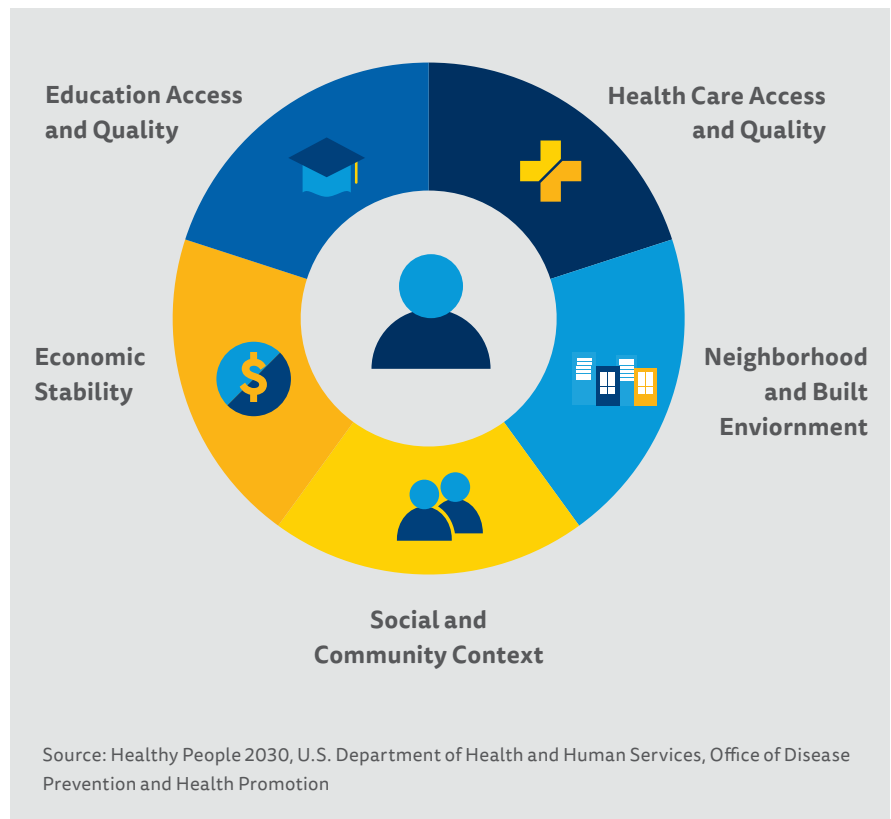 Education Access
and Quality
Health Care Access
and Quality
Economic
Stability
$
Neighborhood
and Built
Enviornment
Social and
Community Context
Source: Healthy People 2030, U.S. Department of Health and Human Services, Office of Disease
Prevention and Health Promotion